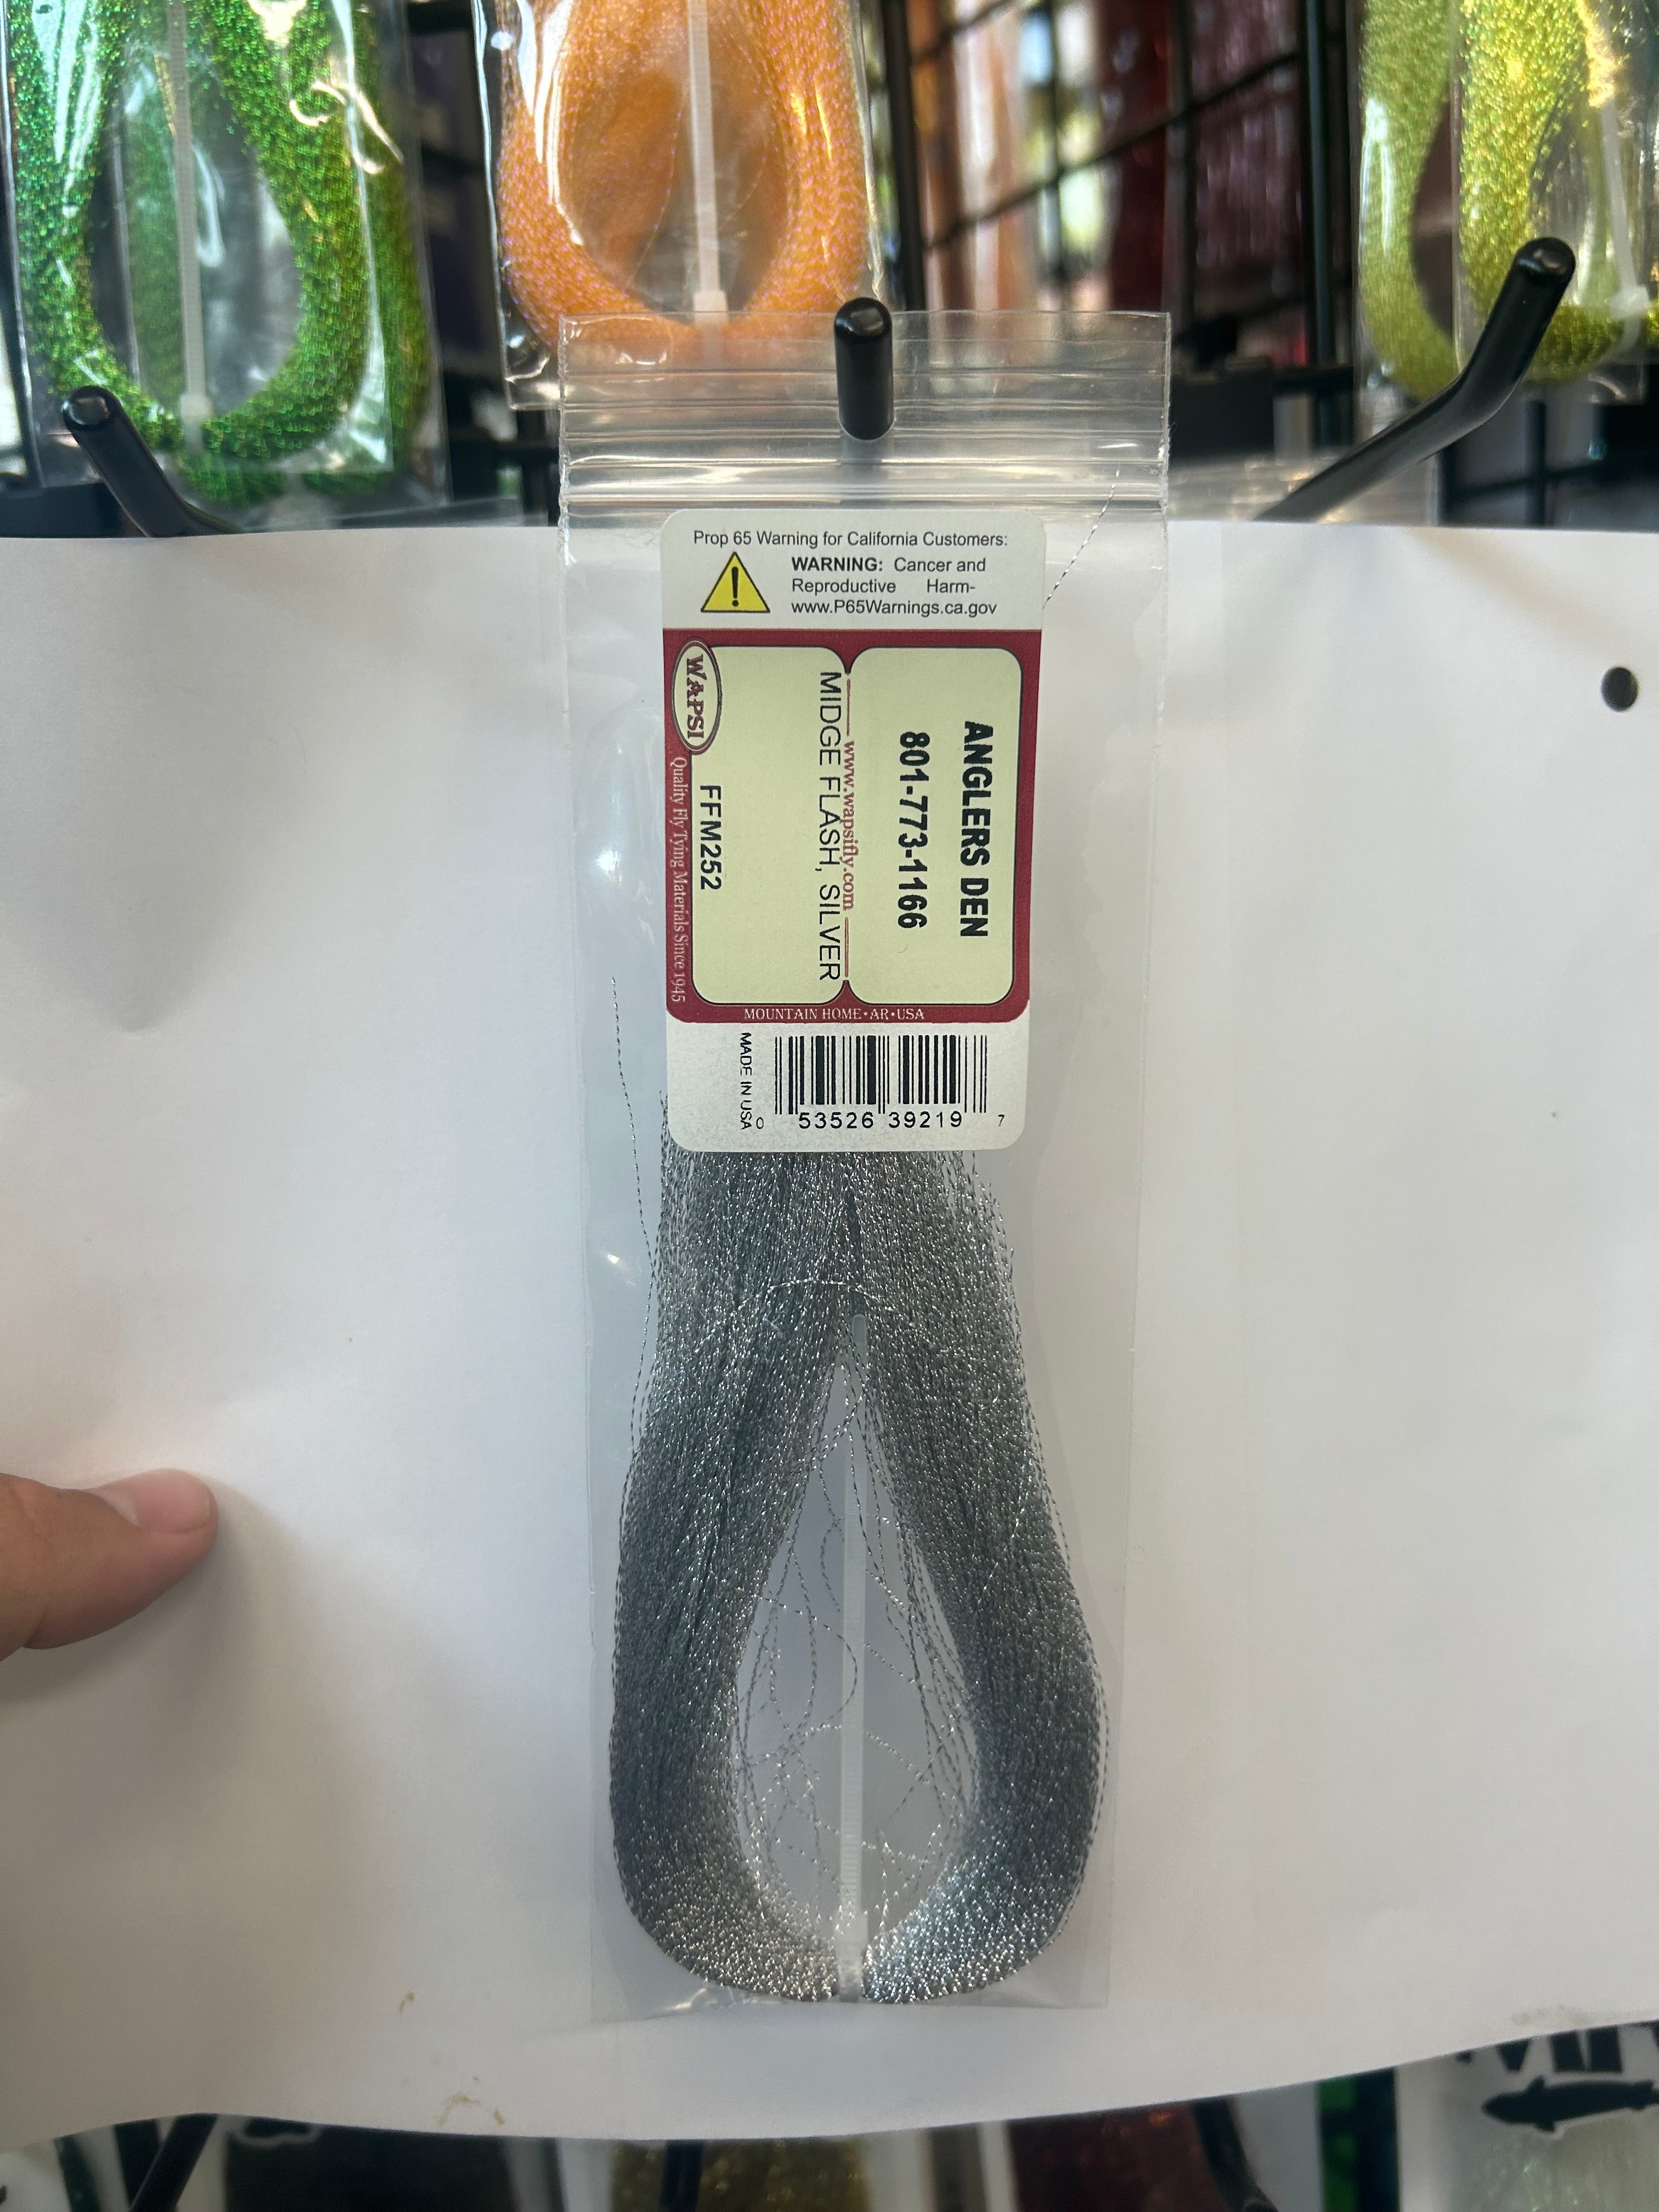 Prop 65 Warning for California Customers:
WARNING: Cancer and
Reproductive Harm-
www.P65Warnings.ca.gov
ANGLERS DEN
801-773-1166
www.wapsifly.com
MIDGE FLASH, SILVER
FFM252
WAPSI
Quality Fly Tying Materials Since 1945
MOUNTAIN HOME•AR•USA
MADE IN USA
0 53526 39219 7